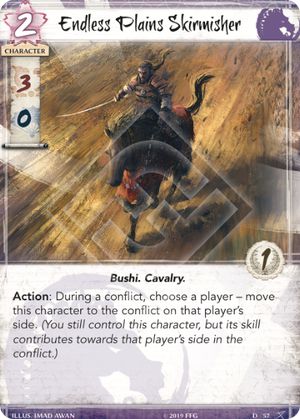 2
Endless Plains Skirmisher
CHARACTER
3
0
Bushi. Cavalry.
1
Action: During a conflict, choose a player – move
this character to the conflict on that player's
side. (You still control this character, but its skill
contributes towards that player's side in the
conflict.)
ILLUS. IMAD AWAN
© 2019 FFG